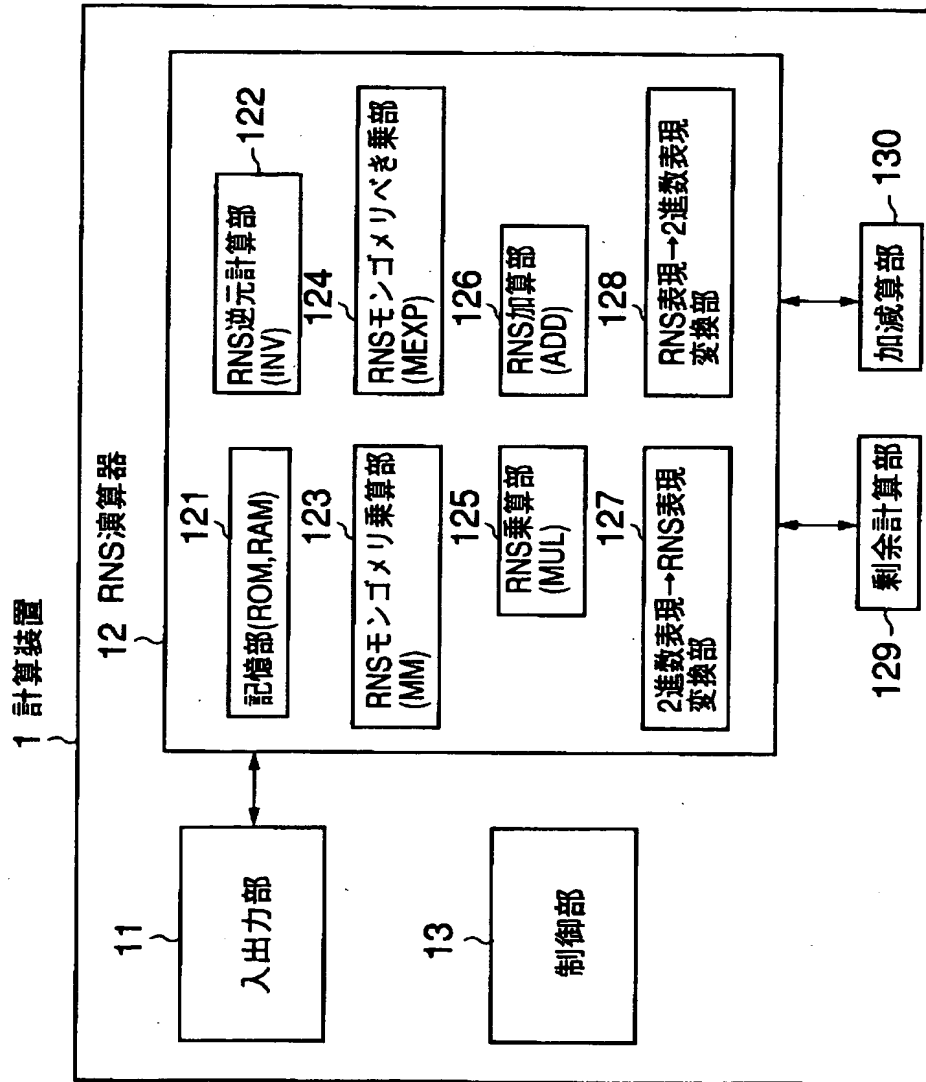 1 計算装置
12 RNS演算器
11
入出力部
13
制御部
121
記憶部(ROM,RAM)
122
RNS逆元計算部
(INV)
123
RNSモンゴメリ乗算部
(MM)
124
RNSモンゴメリべき乗部
(MEXP)
125
RNS乗算部
(MUL)
126
RNS加算部
(ADD)
127
2進数表現→RNS表現
変換部
128
RNS表現→2進数表現
変換部
129
剰余計算部
130
加減算部